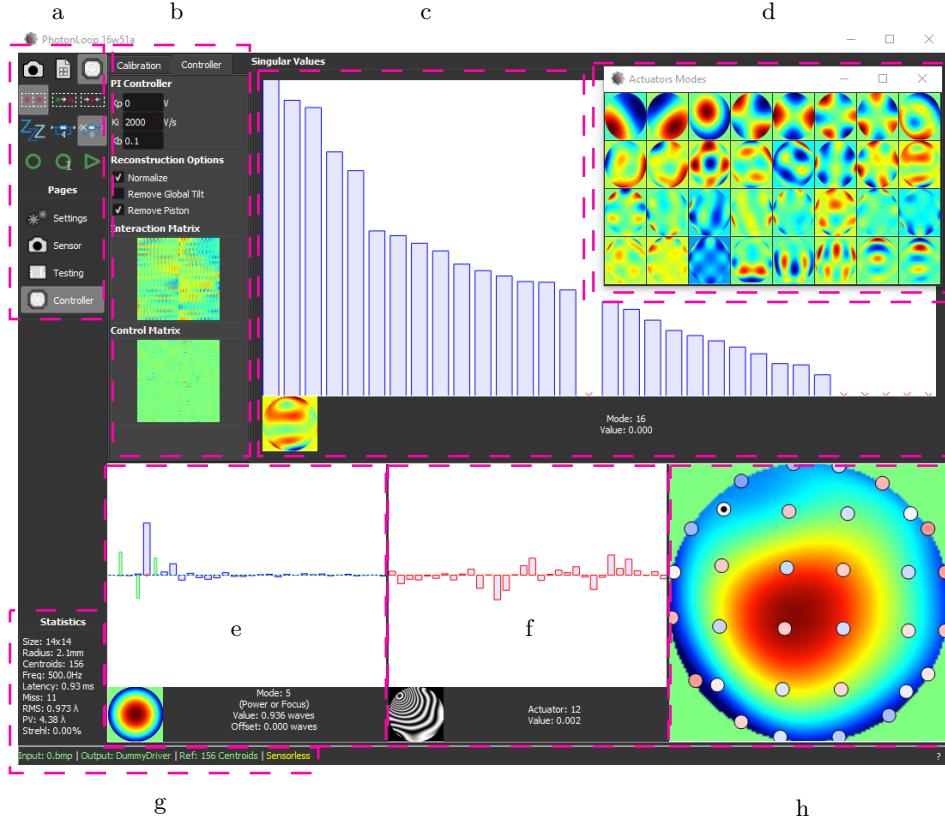 a b c d
PhotonLoop 16w51a
Calibration Controller
PI Controller
Kp 0 W
Ki 2000 W/s
Kb 0.1
Reconstruction Options
Normalize
Remove Global Tilt
Remove Piston
Interaction Matrix
Control Matrix
Pages
Settings
Sensor
Testing
Controller
Singular Values
Actuators Modes
Mode: 16
Value: 0.000
Statistics
Size: 14x14
Radius: 2.1mm
Centroids: 156
Freq: 500.0Hz
Latency: 0.93 ms
Miss: 11
RMS: 0.973 λ
PV: 4.38 λ
Strehl: 0.00%
e
Mode: 5
(Power or Focus)
Value: 0.936 waves
Offset: 0.000 waves
f
Actuator: 12
Value: 0.002
Input: 0.bmp | Output: DummyDriver | Ref: 156 Centroids | Sensorless
?
g h